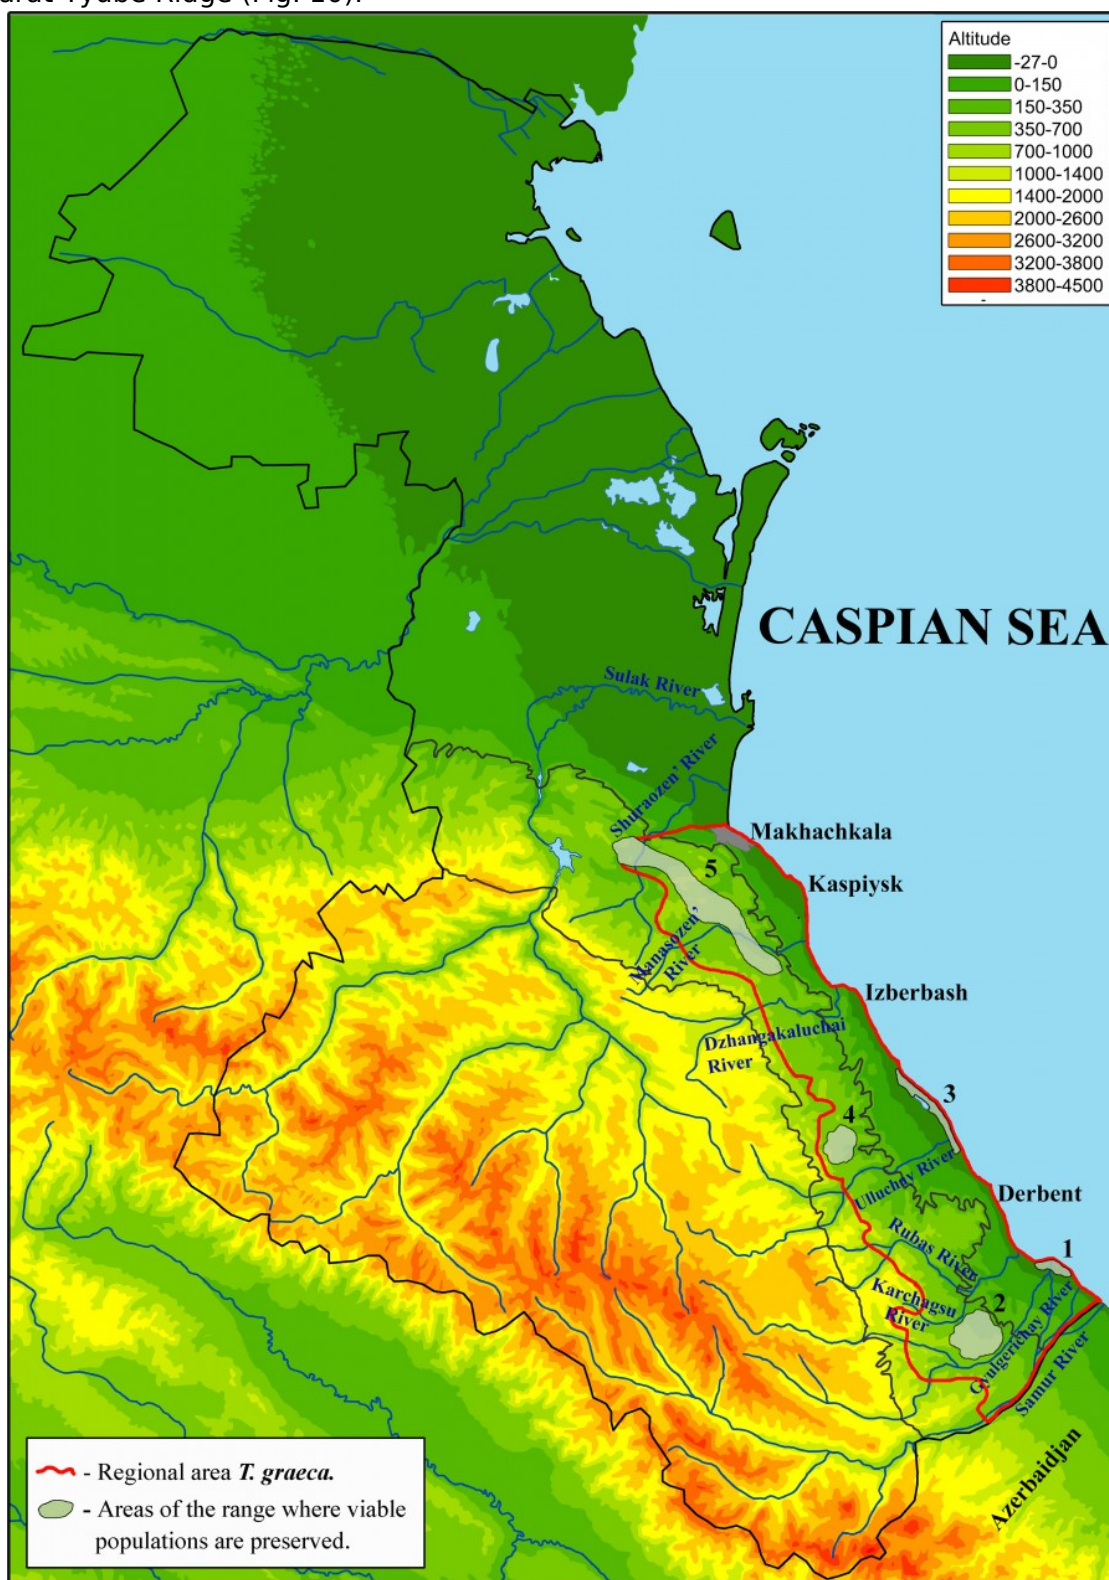 Altitude
-27-0
0-150
150-350
350-700
700-1000
1000-1400
1400-2000
2000-2600
2600-3200
3200-3800
3800-4500
-
CASPIAN SEA
Sulak River
Shuraozen' River
Makhachkala
5
Kaspiysk
Manasozen'
River
Izberbash
Dzhangakaluchai
River
3
4
Ulluchay River
Derbent
Rubas River
1
Karchagsu
River
2
Gyulgerichay River
Samur River
Azerbaidjan
- Regional area T. graeca.
- Areas of the range where viable
populations are preserved.